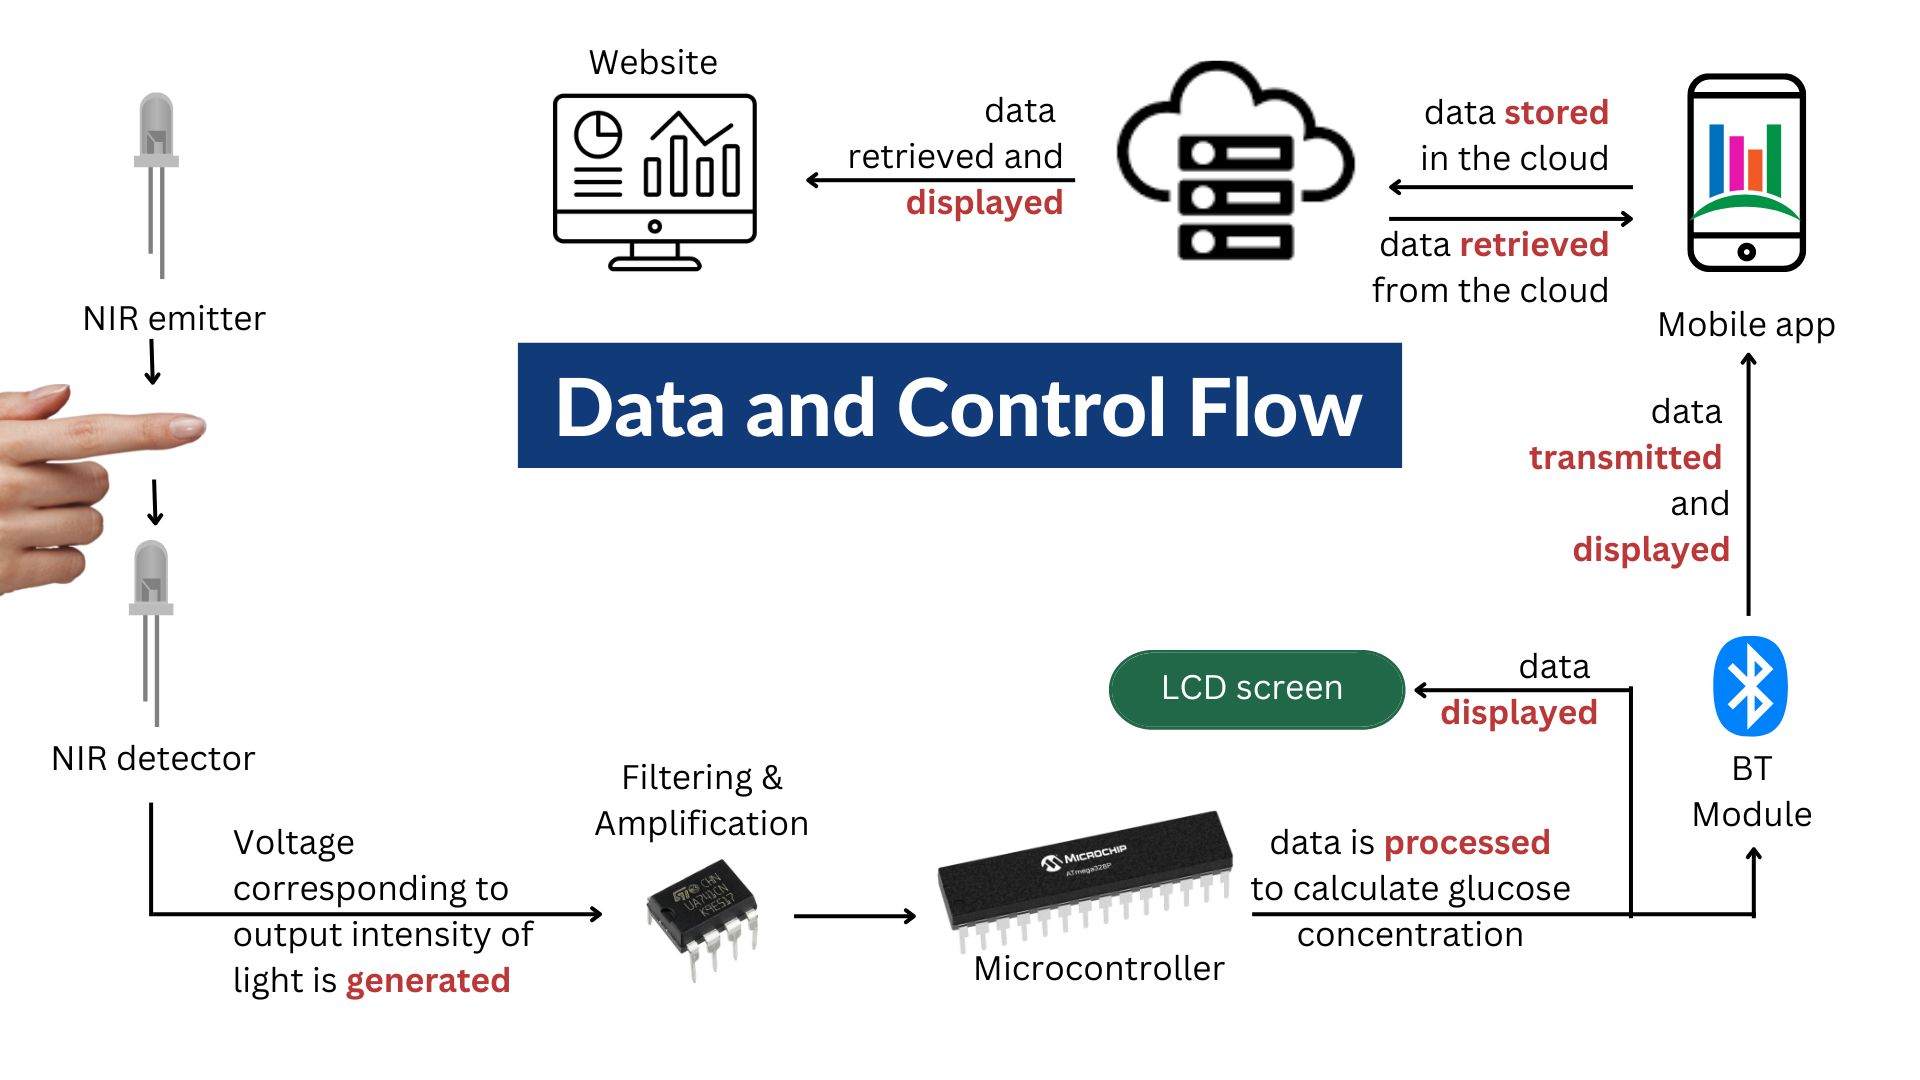 Website
data
retrieved and
displayed
data stored
in the cloud
data retrieved
from the cloud
NIR emitter
Mobile app
Data and Control Flow
data
transmitted
and
displayed
LCD screen
data
displayed
NIR detector
BT
Module
Filtering &
Amplification
Voltage
corresponding to
output intensity of
light is generated
CHN
UA741CN
MICROCHIP
ATmega328P
Microcontroller
data is processed
to calculate glucose
concentration